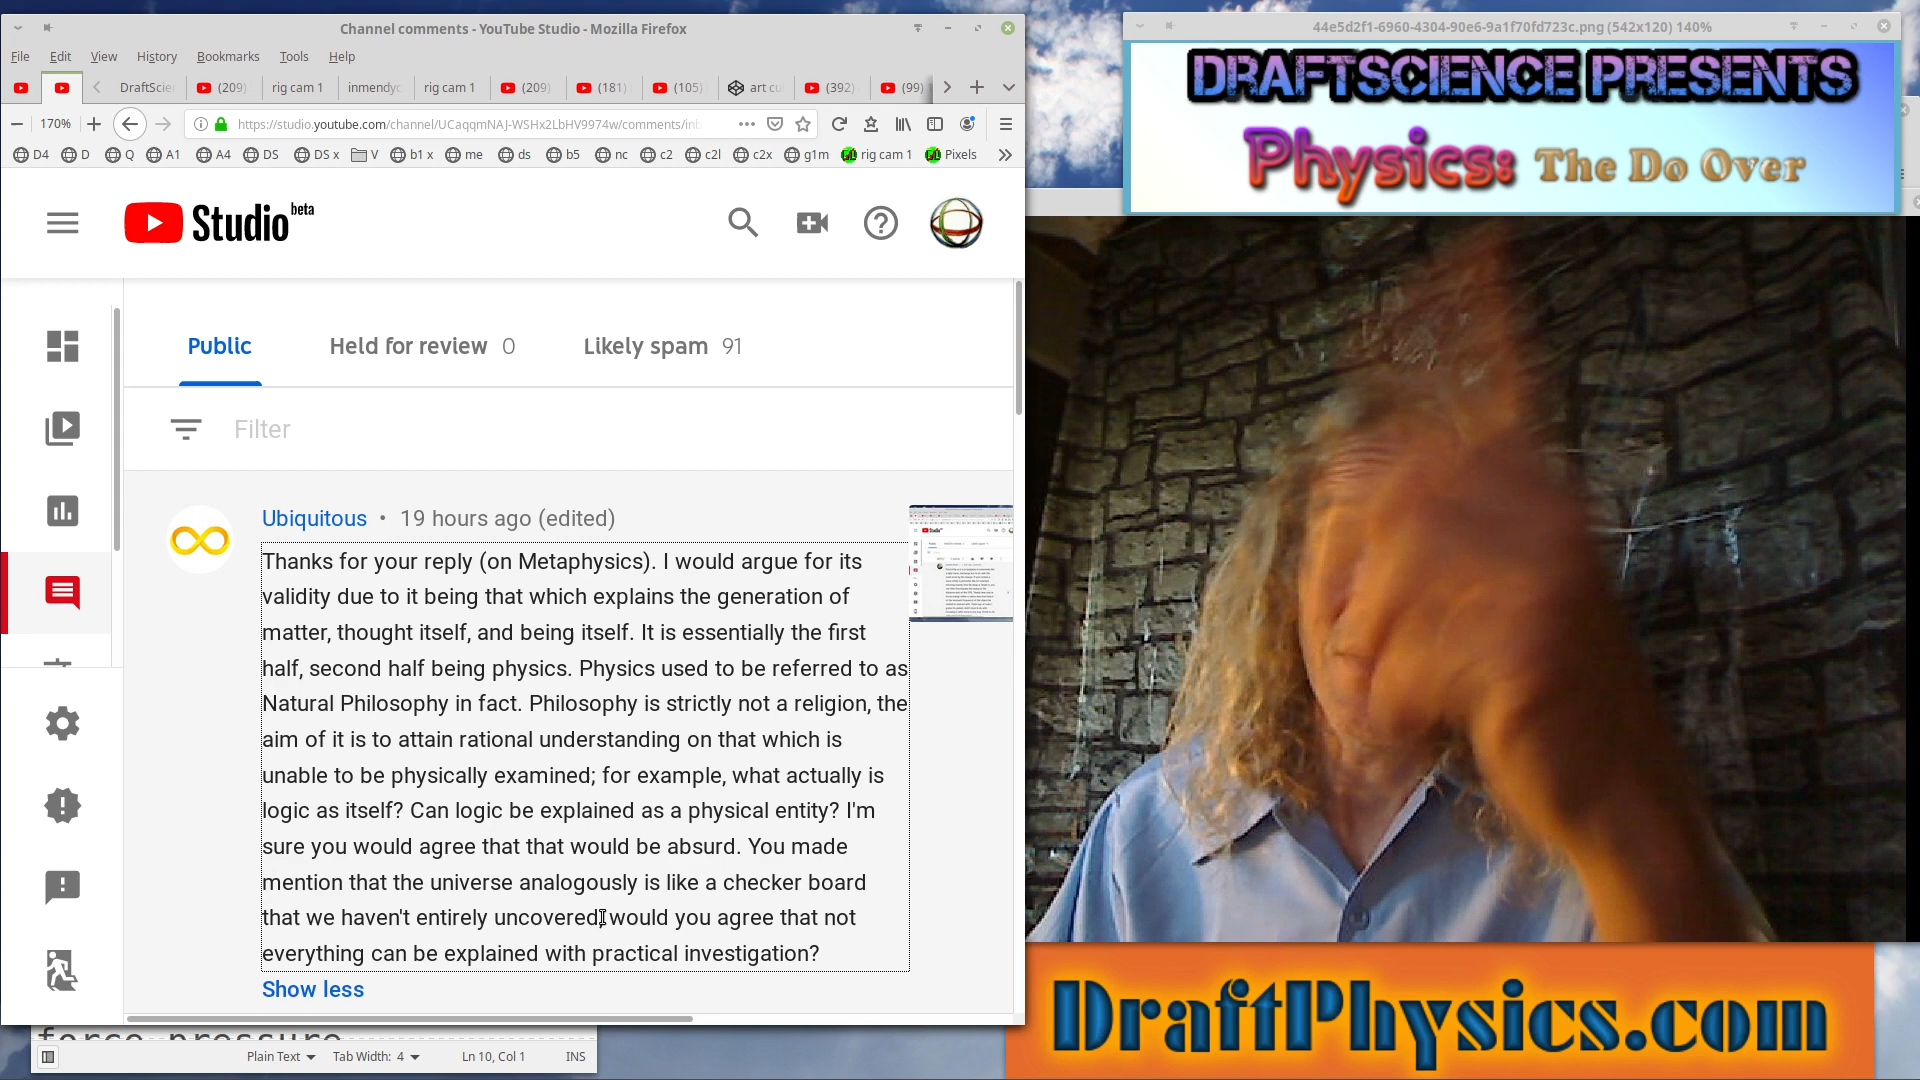 Channel comments - YouTube Studio - Mozilla Firefox
File Edit View History Bookmarks Tools Help
DraftScie (209) rig cam 1 inmendyc rig cam 1 (209) (181) (105) art cu (392) (99)
170% https://studio.youtube.com/channel/UCaqqmNAJ-WSHx2LbHV9974w/comments/inb
D4 D Q A1 A4 DS DS x V b1 x me ds b5 nc c2 c2l c2x g1m rig cam 1 Pixels
Studio beta
Public Held for review 0 Likely spam 91
Filter
Ubiquitous • 19 hours ago (edited)
Thanks for your reply (on Metaphysics). I would argue for its
validity due to it being that which explains the generation of
matter, thought itself, and being itself. It is essentially the first
half, second half being physics. Physics used to be referred to as
Natural Philosophy in fact. Philosophy is strictly not a religion, the
aim of it is to attain rational understanding on that which is
unable to be physically examined; for example, what actually is
logic as itself? Can logic be explained as a physical entity? I'm
sure you would agree that that would be absurd. You made
mention that the universe analogously is like a checker board
that we haven't entirely uncovered, would you agree that not
everything can be explained with practical investigation?
Show less
force pressure
Plain Text Tab Width: 4 Ln 10, Col 1 INS
44e5d2f1-6960-4304-90e6-9a1f70fd723c.png (542x120) 140%
DRAFTSCIENCE PRESENTS
Physics: The Do Over
DraftPhysics.com